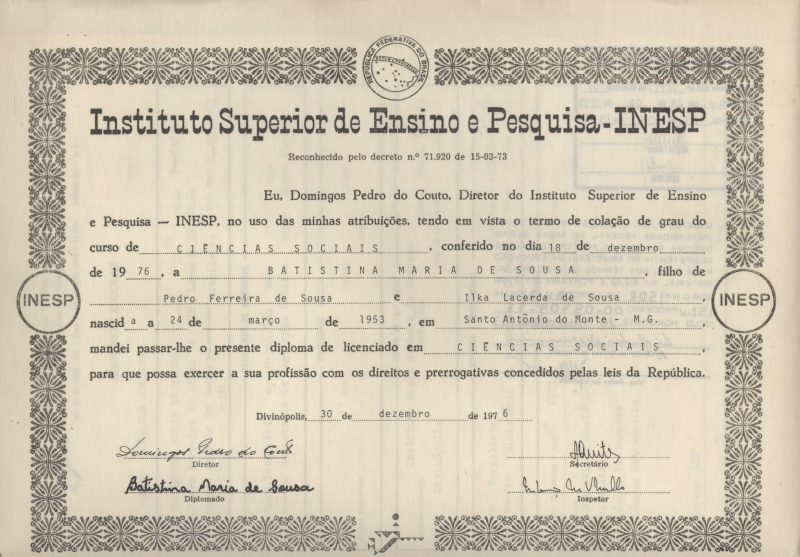 REPÚBLICA FEDERATIVA DO BRASIL
Instituto Superior de Ensino e Pesquisa-INESP
Reconhecido pelo decreto n.º 71.920 de 15-03-73
Eu, Domingos Pedro do Couto, Diretor do Instituto Superior de Ensino
e Pesquisa — INESP, no uso das minhas atribuições, tendo em vista o termo de colação de grau do
curso de CIÊNCIAS SOCIAIS, conferido no dia 18 de dezembro
de 1976, a BATISTINA MARIA DE SOUSA, filho de
Pedro Ferreira de Sousa e Ilka Lacerda de Sousa,
nascida a 24 de março de 1953, em Santo Antônio do Monte - M.G.,
mandei passar-lhe o presente diploma de licenciado em CIÊNCIAS SOCIAIS,
para que possa exercer a sua profissão com os direitos e prerrogativas concedidos pelas leis da República.
INESP
INESP
Divinópolis, 30 de dezembro de 1976
Domingos Pedro do Couto
Diretor
Secretário
Batistina Maria de Sousa
Diplomado
Inspetor